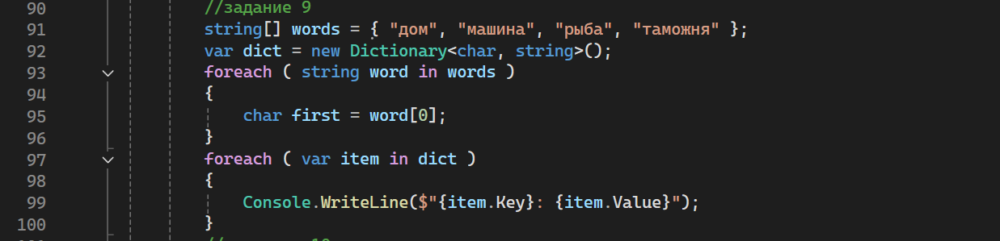 90 //задание 9
91 string[] words = { "дом", "машина", "рыба", "таможня" };
92 var dict = new Dictionary<char, string>();
93 foreach ( string word in words )
94 {
95 char first = word[0];
96 }
97 foreach ( var item in dict )
98 {
99 Console.WriteLine($"{item.Key}: {item.Value}");
100 }